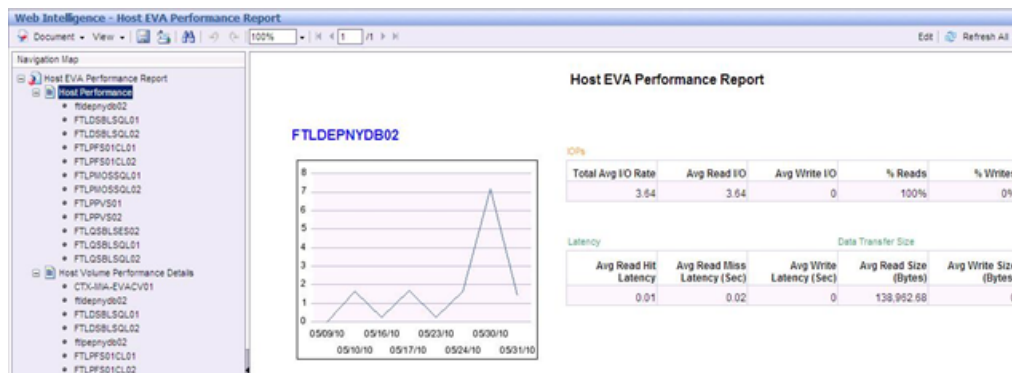 Web Intelligence - Host EVA Performance Report
Document View 100% 1 /1 Edit Refresh All
Navigation Map
Host EVA Performance Report
Host Performance
ftldepnydb02
FTLDSBLSQL01
FTLDSBLSQL02
FTLPFS01CL01
FTLPFS01CL02
FTLPMOSSQL01
FTLPMOSSQL02
FTLPPVS01
FTLPPVS02
FTLQSBLSES02
FTLQSBLSQL01
FTLQSBLSQL02
Host Volume Performance Details
CTX-MIA-EVACV01
ftldepnydb02
FTLDSBLSQL01
FTLDSBLSQL02
ftlpepnydb02
FTLPFS01CL01
FTLPFS01CL02
Host EVA Performance Report
FTLDEPNYDB02
8
7
6
5
4
3
2
1
0
05/09/10 05/16/10 05/23/10 05/30/10
05/10/10 05/17/10 05/24/10 05/31/10
IOPs
Total Avg I/O Rate Avg Read I/O Avg Write I/O % Reads % Writes
3.64 3.64 0 100% 0%
Latency Data Transfer Size
Avg Read Hit Latency Avg Read Miss Latency (Sec) Avg Write Latency (Sec) Avg Read Size (Bytes) Avg Write Size (Bytes)
0.01 0.02 0 138,962.68